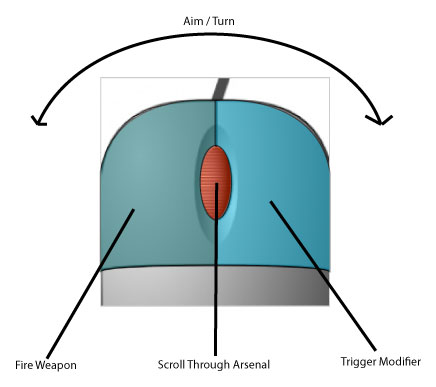 Aim / Turn
Fire Weapon
Scroll Through Arsenal
Trigger Modifier